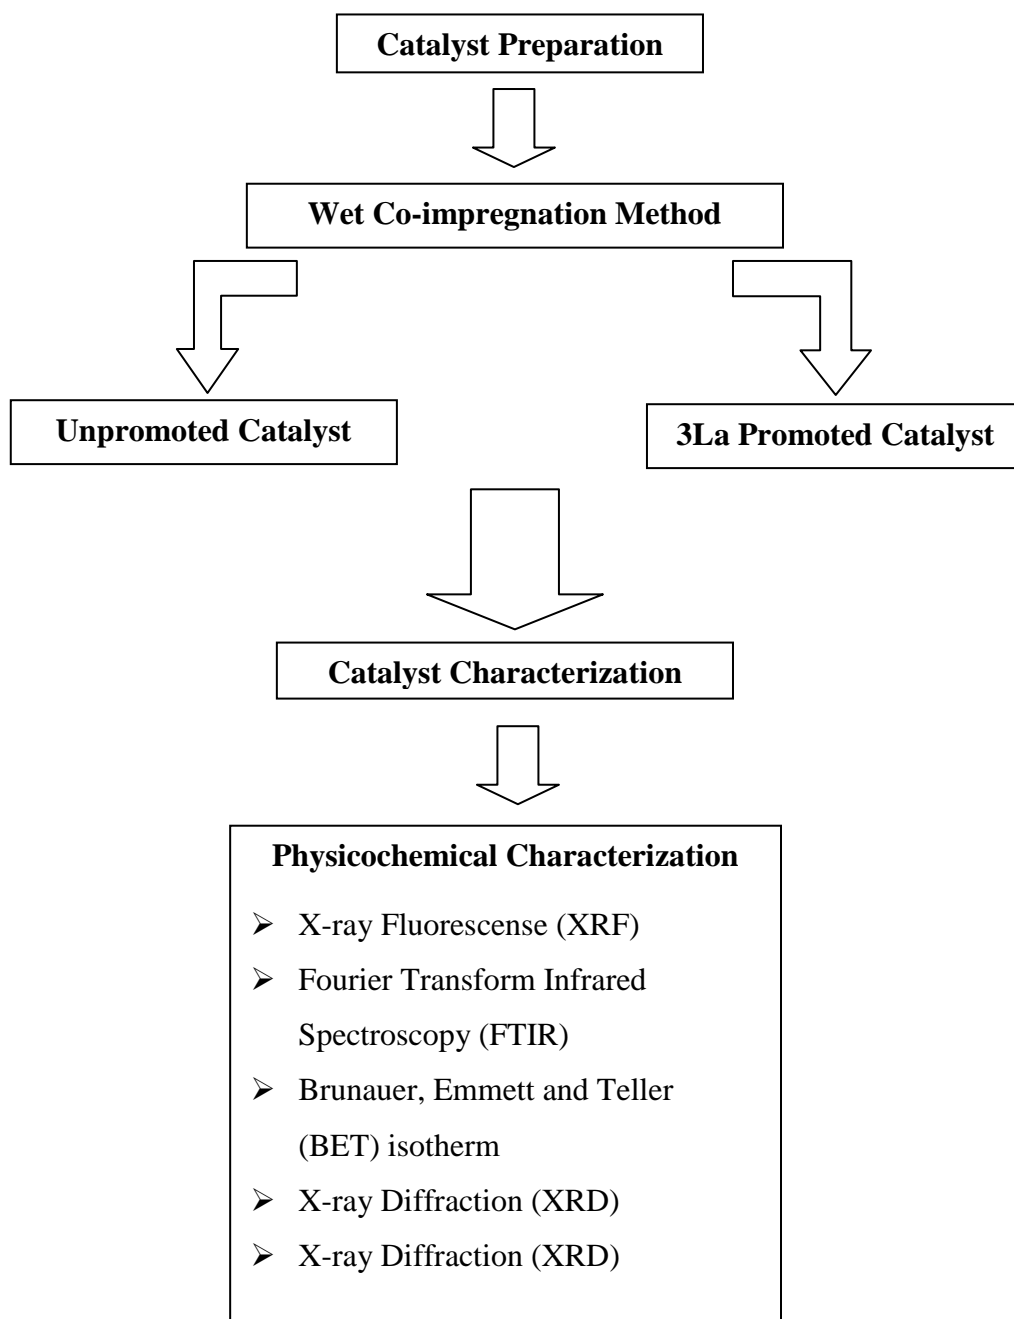 Catalyst Preparation
Wet Co-impregnation Method
Unpromoted Catalyst
3La Promoted Catalyst
Catalyst Characterization
Physicochemical Characterization
➢ X-ray Fluorescense (XRF)
➢ Fourier Transform Infrared
Spectroscopy (FTIR)
➢ Brunauer, Emmett and Teller
(BET) isotherm
➢ X-ray Diffraction (XRD)
➢ X-ray Diffraction (XRD)